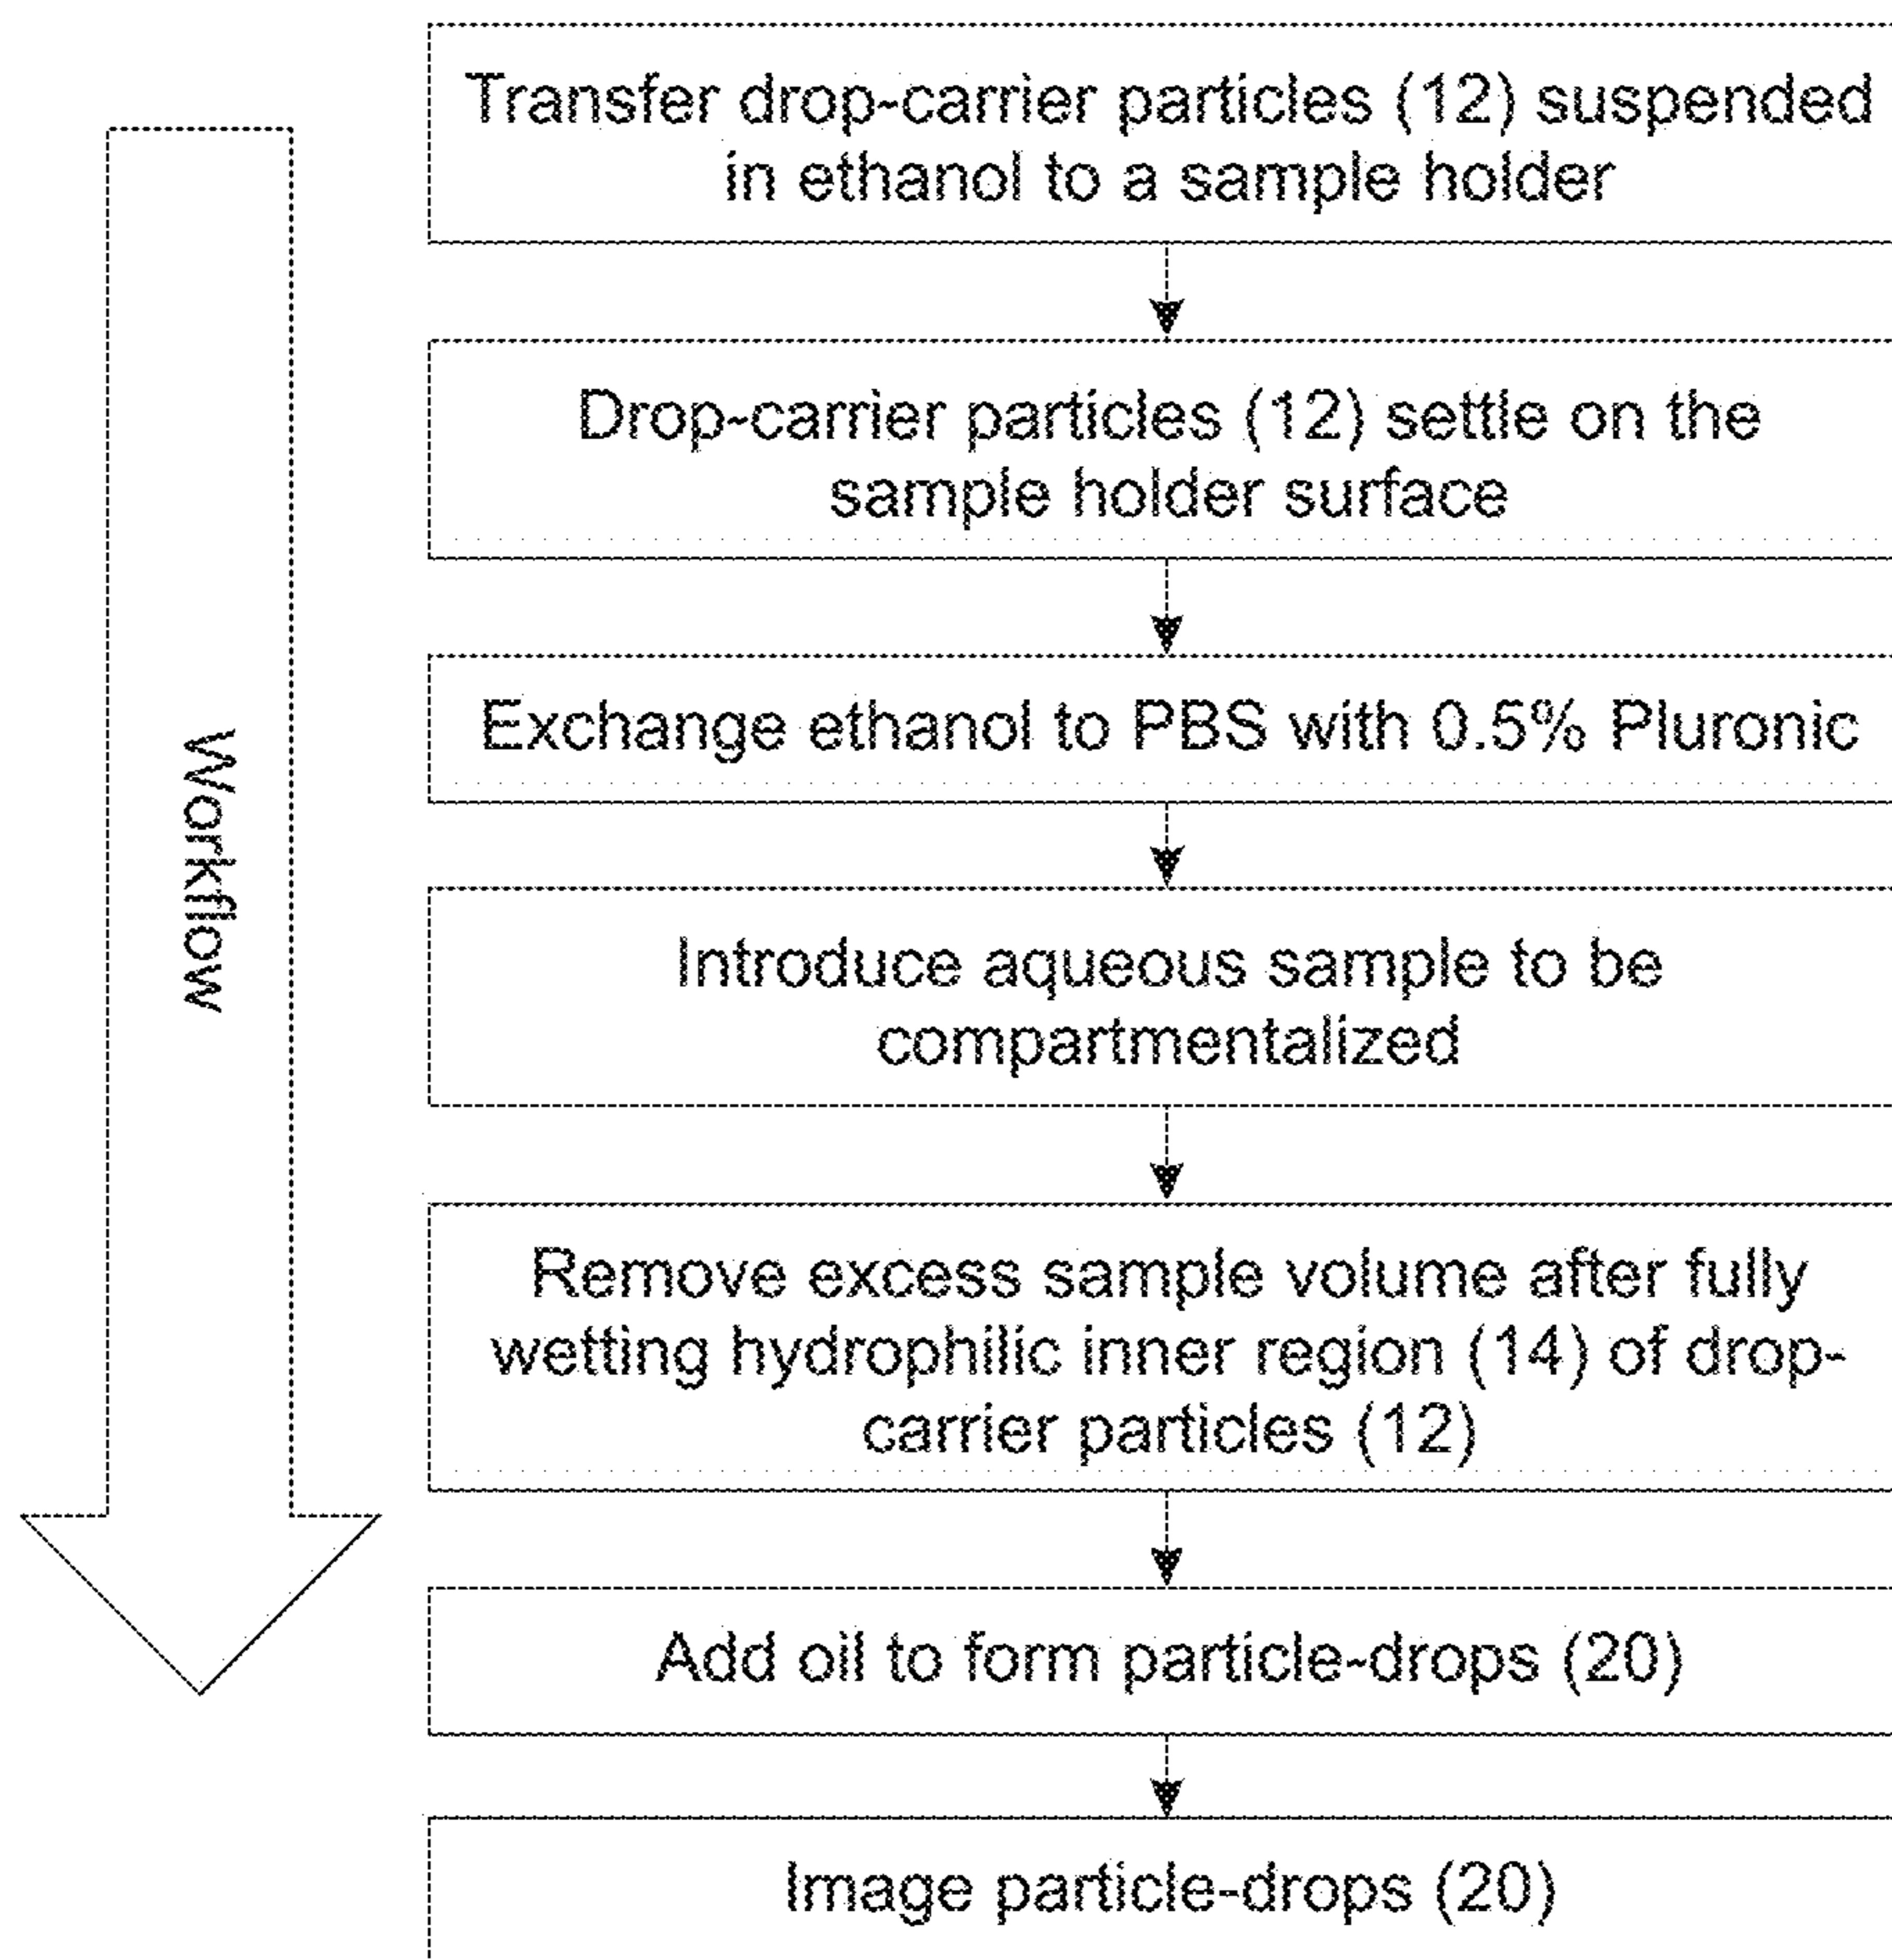 Transfer drop-carrier particles (12) suspended
in ethanol to a sample holder
Drop-carrier particles (12) settle on the
sample holder surface
Exchange ethanol to PBS with 0.5% Pluronic
Workflow
Introduce aqueous sample to be
compartmentalized
Remove excess sample volume after fully
wetting hydrophilic inner region (14) of drop-
carrier particles (12)
Add oil to form particle-drops (20)
Image particle-drops (20)